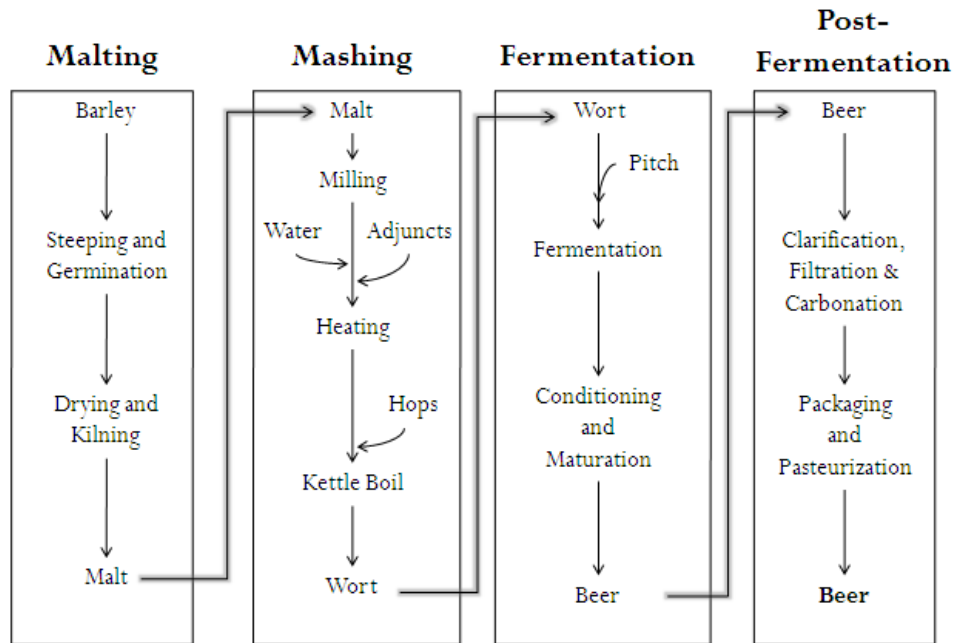 Malting
Barley
Steeping and
Germination
Drying and
Kilning
Malt
Mashing
Malt
Milling
Water
Adjuncts
Heating
Hops
Kettle Boil
Wort
Fermentation
Wort
Pitch
Fermentation
Conditioning
and
Maturation
Beer
Post-
Fermentation
Beer
Clarification,
Filtration &
Carbonation
Packaging
and
Pasteurization
Beer